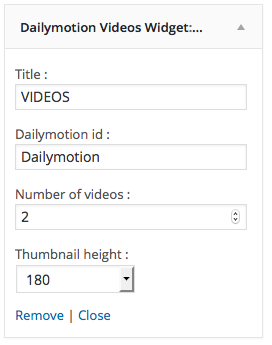 Dailymotion Videos Widget:...
Title :
VIDEOS
Dailymotion id :
Dailymotion
Number of videos :
2
Thumbnail height :
180
Remove | Close